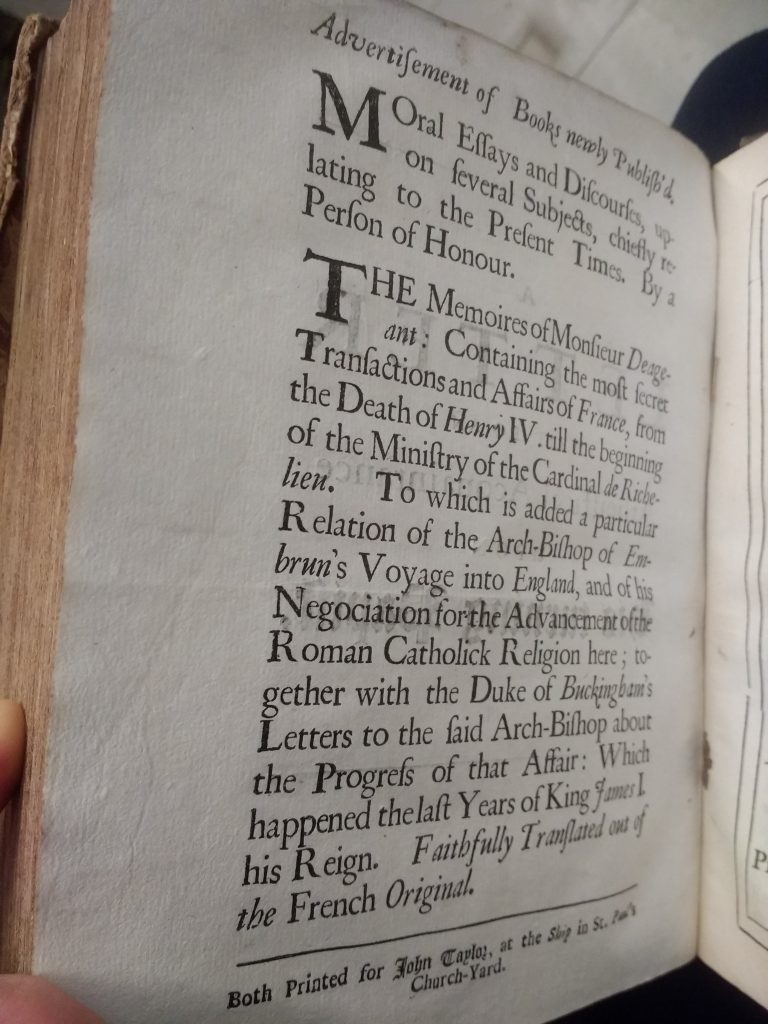 Advertiſement of Books newly Publiſh'd.
MOral Eſſays and Diſcourſes, up-
on ſeveral Subjects, chiefly re-
lating to the Preſent Times. By a
Perſon of Honour.
THE Memoires of Monſieur Deage-
ant: Containing the moſt ſecret
Tranſactions and Affairs of France, from
the Death of Henry IV. till the beginning
of the Miniſtry of the Cardinal de Riche-
lieu. To which is added a particular
Relation of the Arch-Biſhop of Em-
brun's Voyage into England, and of his
Negociation for the Advancement of the
Roman Catholick Religion here; to-
gether with the Duke of Buckingham's
Letters to the ſaid Arch-Biſhop about
the Progreſs of that Affair: Which
happened the laſt Years of King James I.
his Reign. Faithfully Tranſlated out of
the French Original.
Both Printed for John Taylor, at the Ship in St. Paul's
Church-Yard.